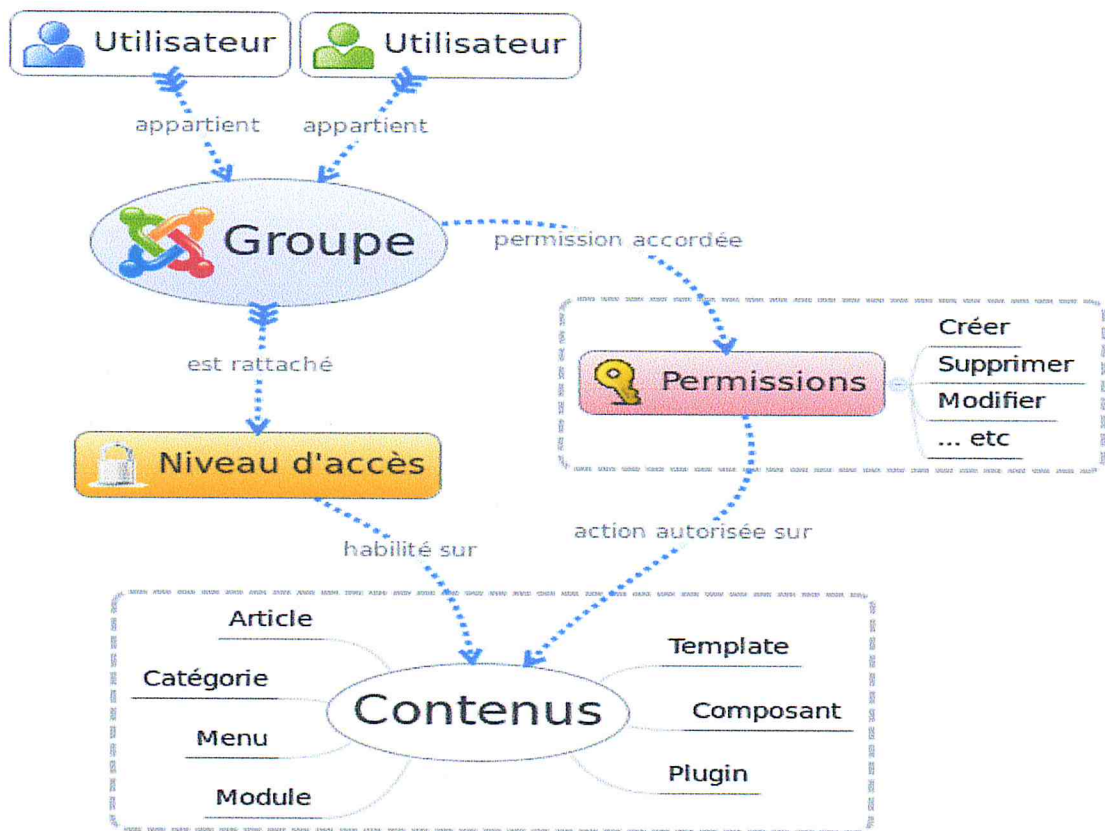 Utilisateur
Utilisateur
appartient
appartient
Groupe
permission accordée
est rattaché
Permissions
Créer
Supprimer
Modifier
... etc
Niveau d'accès
habilité sur
action autorisée sur
Contenus
Article
Catégorie
Menu
Module
Template
Composant
Plugin